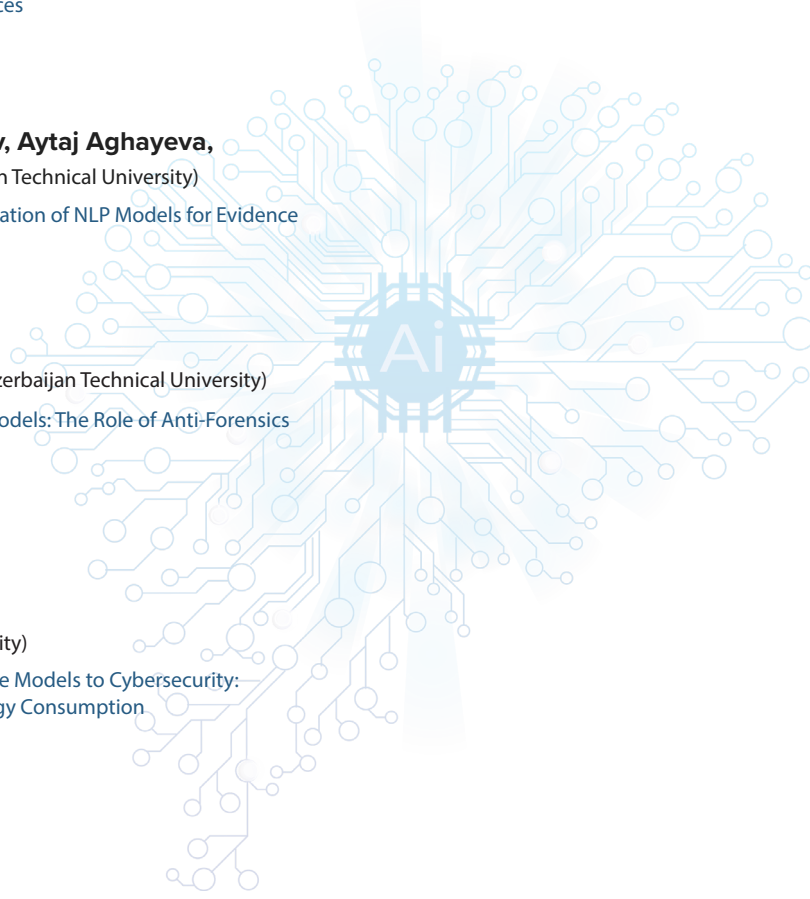 ces
v, Aytaj Aghayeva,
n Technical University)
ation of NLP Models for Evidence
Ai
zerbaijan Technical University)
odels: The Role of Anti-Forensics
ity)
e Models to Cybersecurity:
gy Consumption